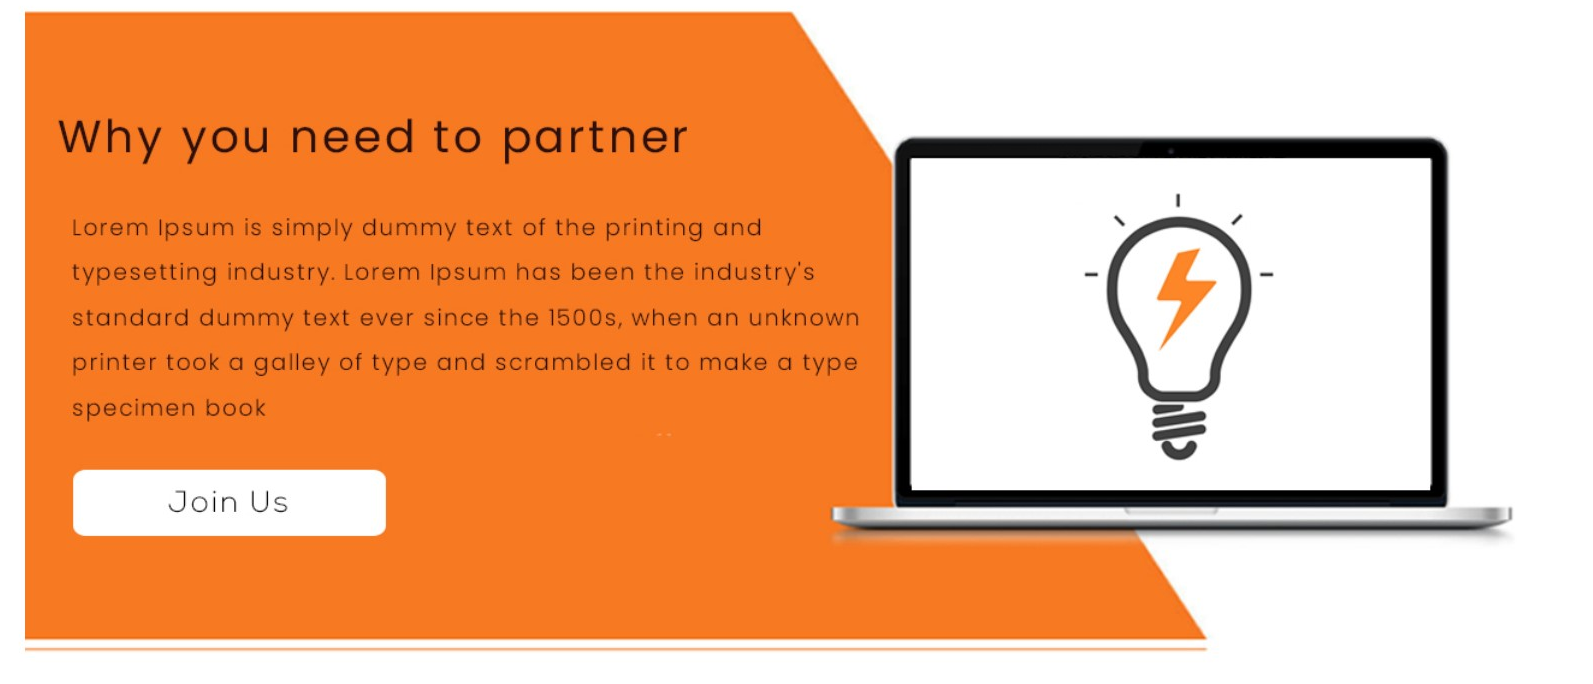 Why you need to partner
Lorem Ipsum is simply dummy text of the printing and
typesetting industry. Lorem Ipsum has been the industry's
standard dummy text ever since the 1500s, when an unknown
printer took a galley of type and scrambled it to make a type
specimen book
Join Us